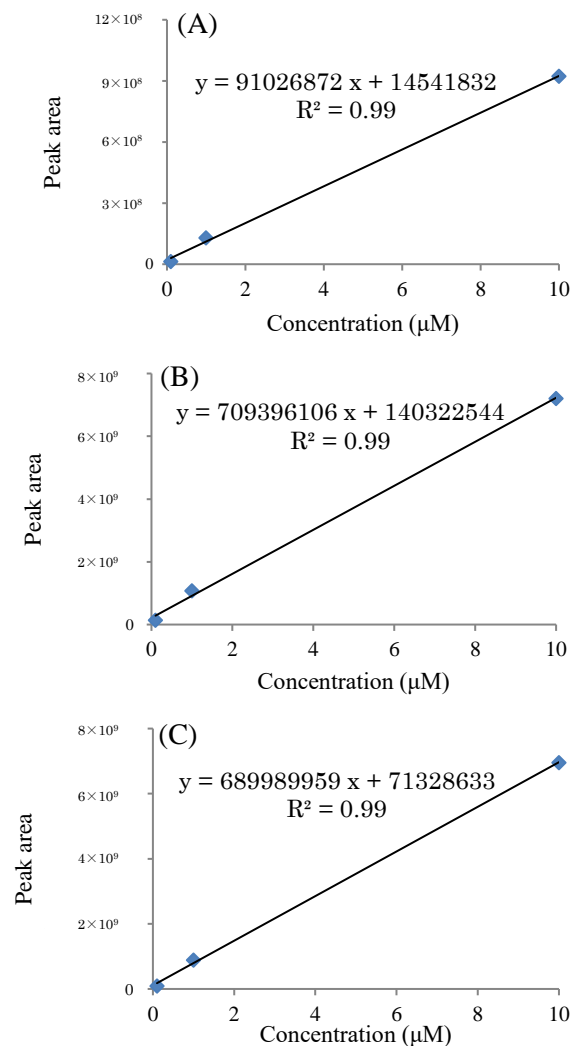 (A)
12×10⁸
9×10⁸
6×10⁸
3×10⁸
0
y = 91026872 x + 14541832
R² = 0.99
Peak area
0 2 4 6 8 10
Concentration (μM)
(B)
8×10⁹
6×10⁹
4×10⁹
2×10⁹
0
y = 709396106 x + 140322544
R² = 0.99
Peak area
0 2 4 6 8 10
Concentration (μM)
(C)
8×10⁹
6×10⁹
4×10⁹
2×10⁹
0
y = 689989959 x + 71328633
R² = 0.99
Peak area
0 2 4 6 8 10
Concentration (μM)